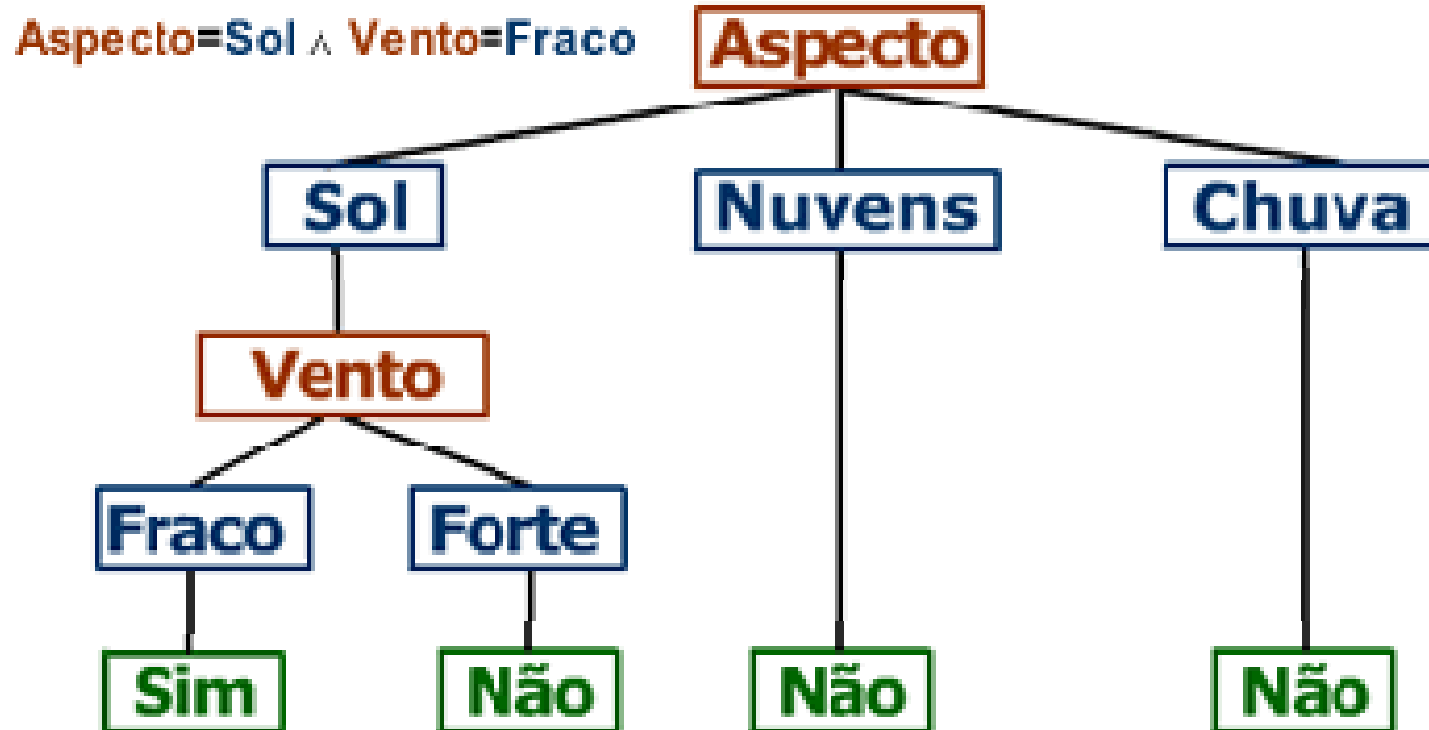 Aspecto=Sol ∧ Vento=Fraco
Aspecto
Sol
Nuvens
Chuva
Vento
Fraco
Forte
Sim
Não
Não
Não